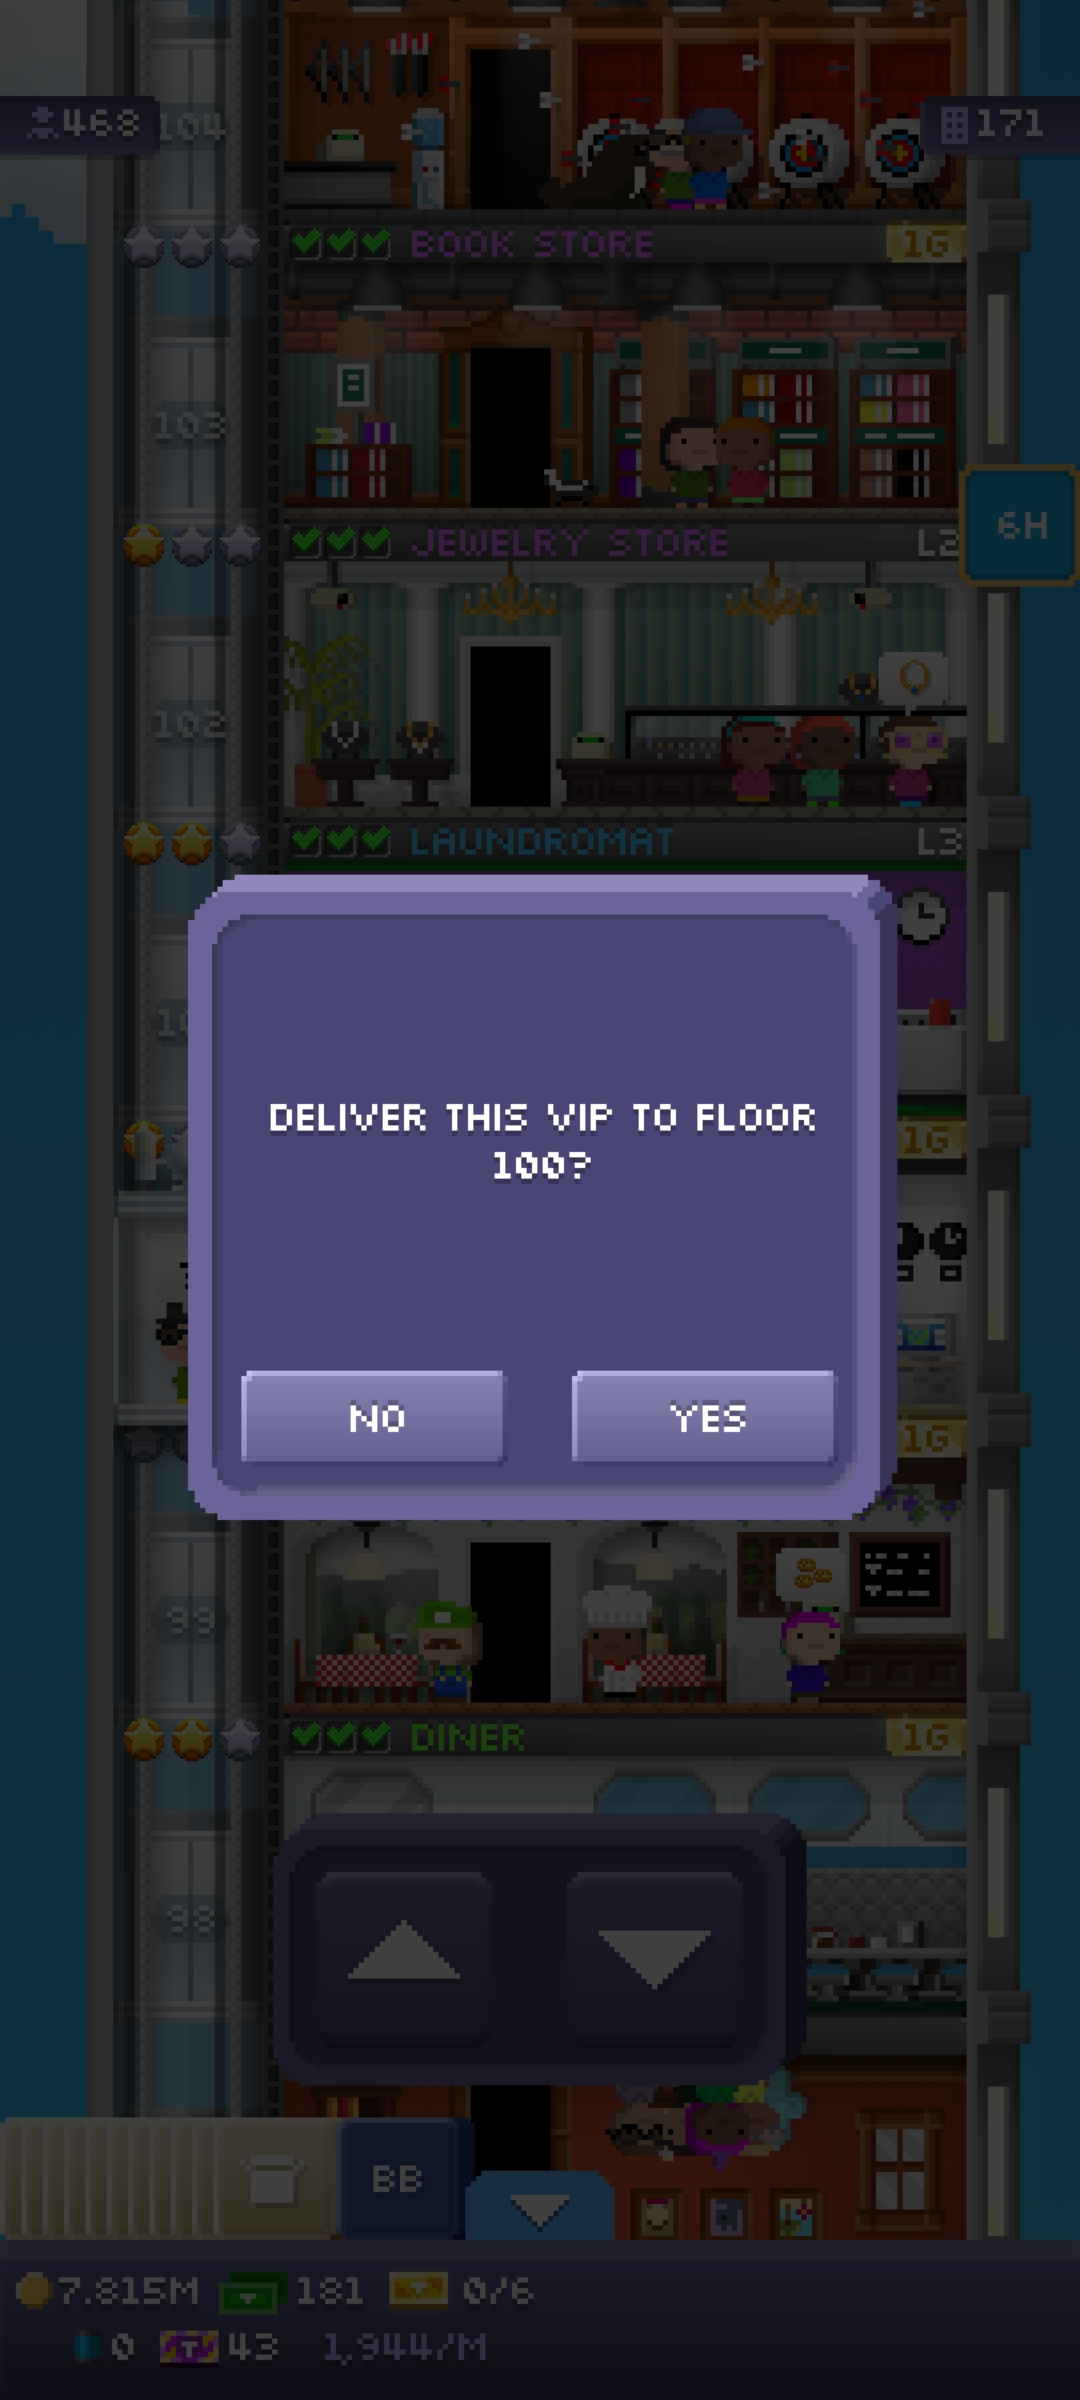 468
104
171
BOOK STORE
1G
103
6H
JEWELRY STORE
L2
102
LAUNDROMAT
L3
10
1G
DELIVER THIS VIP TO FLOOR
100?
NO
YES
1G
99
DINER
1G
98
BB
7.815M
181
0/6
0
43
1,944/M